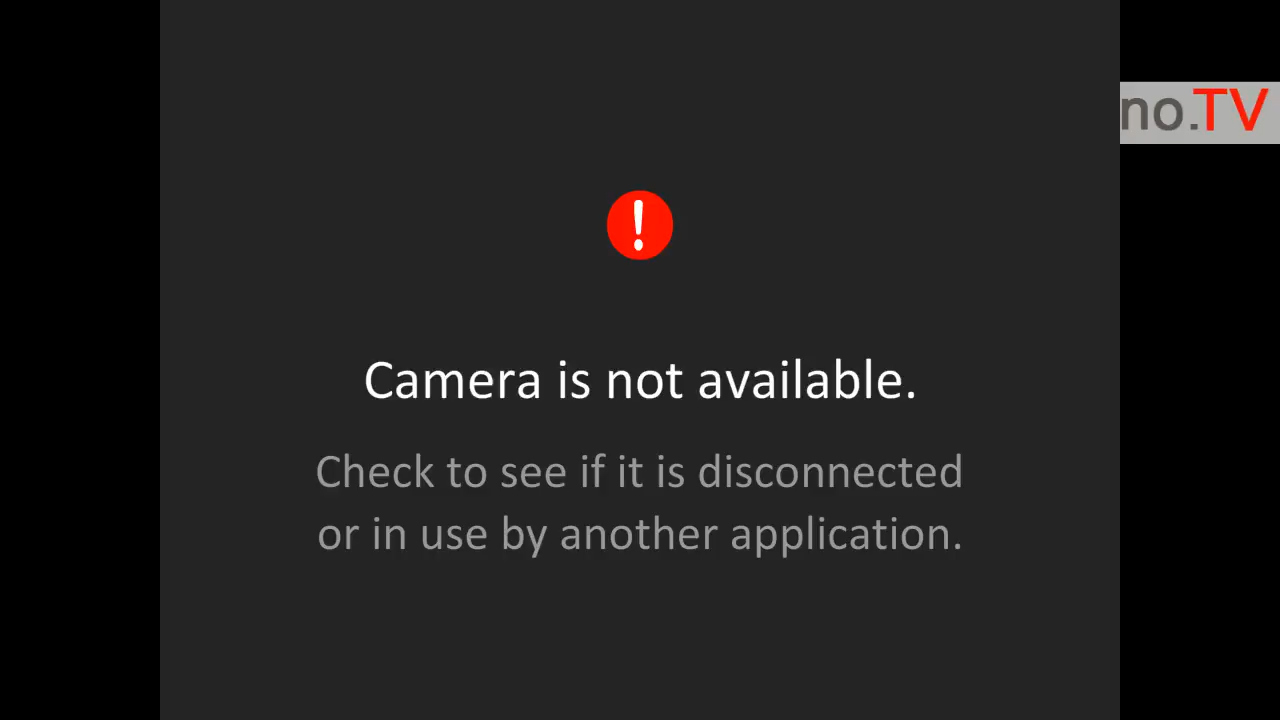 no.TV
Camera is not available.
Check to see if it is disconnected
or in use by another application.